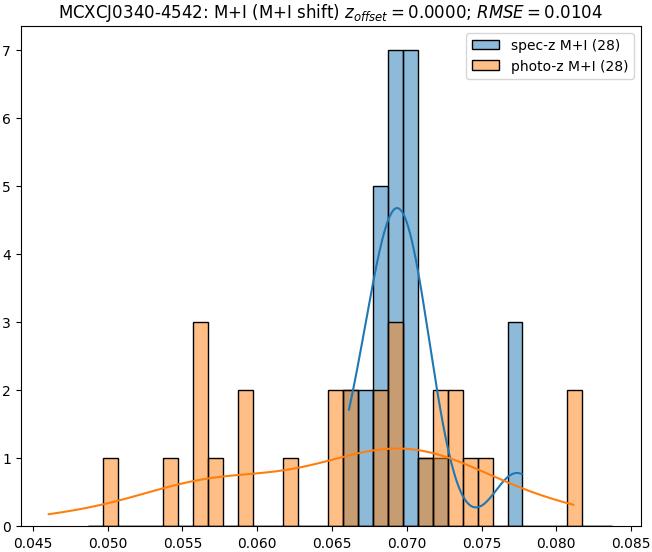 MCXCJ0340-4542: M+I (M+I shift) z_offset = 0.0000; RMSE = 0.0104
spec-z M+I (28)
photo-z M+I (28)
7
6
5
4
3
2
1
0
0.045 0.050 0.055 0.060 0.065 0.070 0.075 0.080 0.085